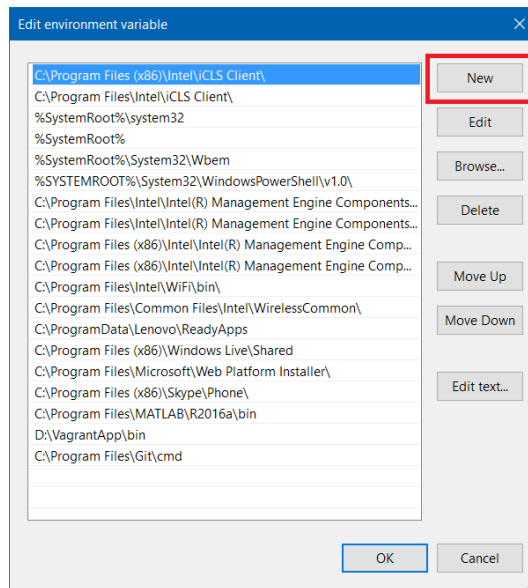 Edit environment variable
C:\Program Files (x86)\Intel\iCLS Client\
C:\Program Files\Intel\iCLS Client\
%SystemRoot%\system32
%SystemRoot%
%SystemRoot%\System32\Wbem
%SYSTEMROOT%\System32\WindowsPowerShell\v1.0\
C:\Program Files\Intel\Intel(R) Management Engine Components...
C:\Program Files\Intel\Intel(R) Management Engine Components...
C:\Program Files (x86)\Intel\Intel(R) Management Engine Comp...
C:\Program Files (x86)\Intel\Intel(R) Management Engine Comp...
C:\Program Files\Intel\WiFi\bin\
C:\Program Files\Common Files\Intel\WirelessCommon\
C:\ProgramData\Lenovo\ReadyApps
C:\Program Files (x86)\Windows Live\Shared
C:\Program Files\Microsoft\Web Platform Installer\
C:\Program Files (x86)\Skype\Phone\
C:\Program Files\MATLAB\R2016a\bin
D:\VagrantApp\bin
C:\Program Files\Git\cmd
New
Edit
Browse...
Delete
Move Up
Move Down
Edit text...
OK
Cancel